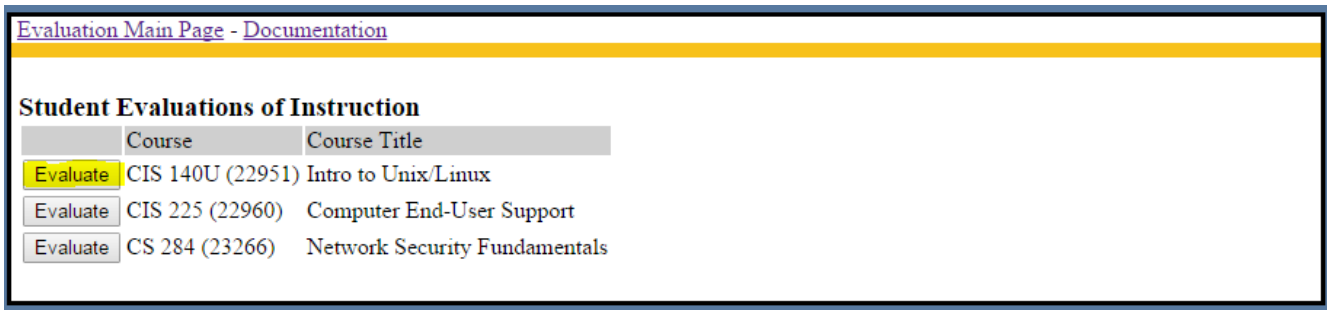 Evaluation Main Page - Documentation
Student Evaluations of Instruction
Course Course Title
Evaluate CIS 140U (22951) Intro to Unix/Linux
Evaluate CIS 225 (22960) Computer End-User Support
Evaluate CS 284 (23266) Network Security Fundamentals